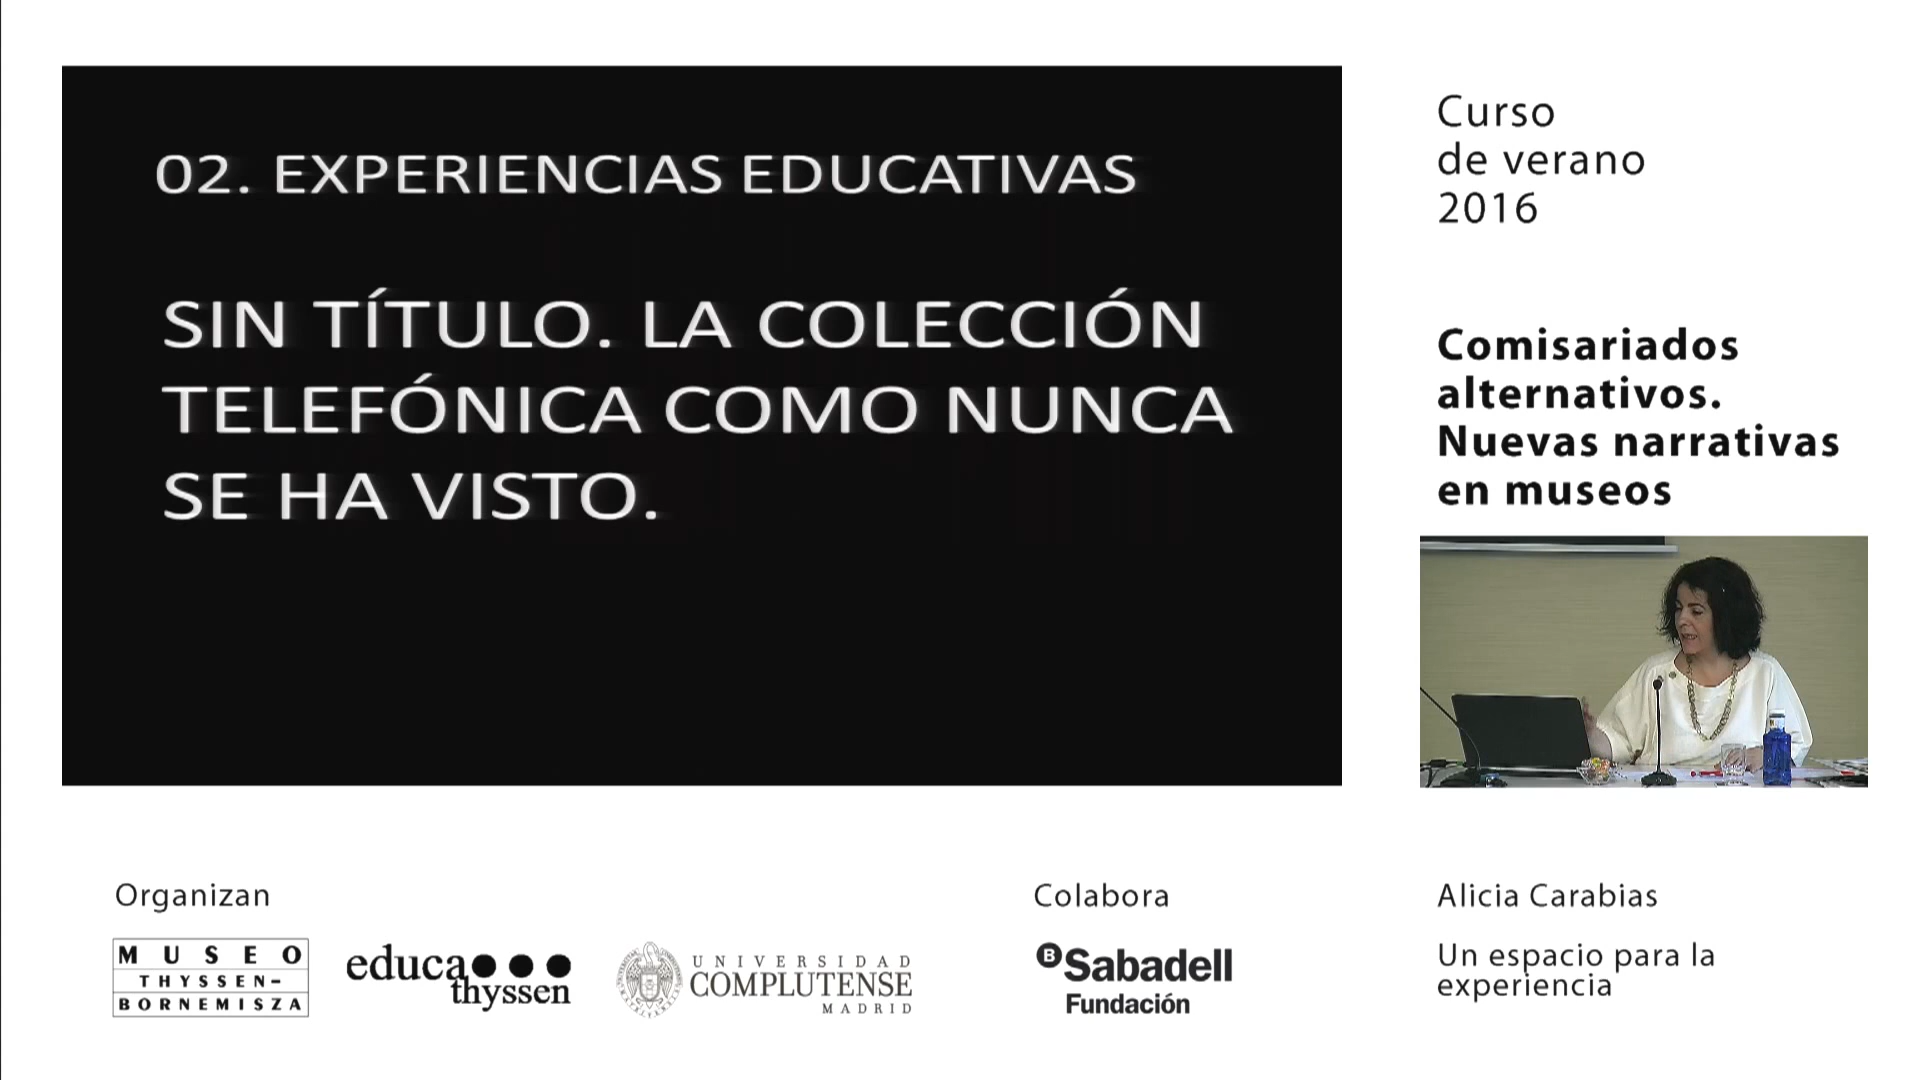 02. EXPERIENCIAS EDUCATIVAS
SIN TÍTULO. LA COLECCIÓN
TELEFÓNICA COMO NUNCA
SE HA VISTO.
Curso
de verano
2016
Comisariados
alternativos.
Nuevas narrativas
en museos
Organizan
MUSEO
THYSSEN-
BORNEMISZA
educa
thyssen
UNIVERSIDAD
COMPLUTENSE
MADRID
Colabora
B Sabadell
Fundación
Alicia Carabias
Un espacio para la
experiencia